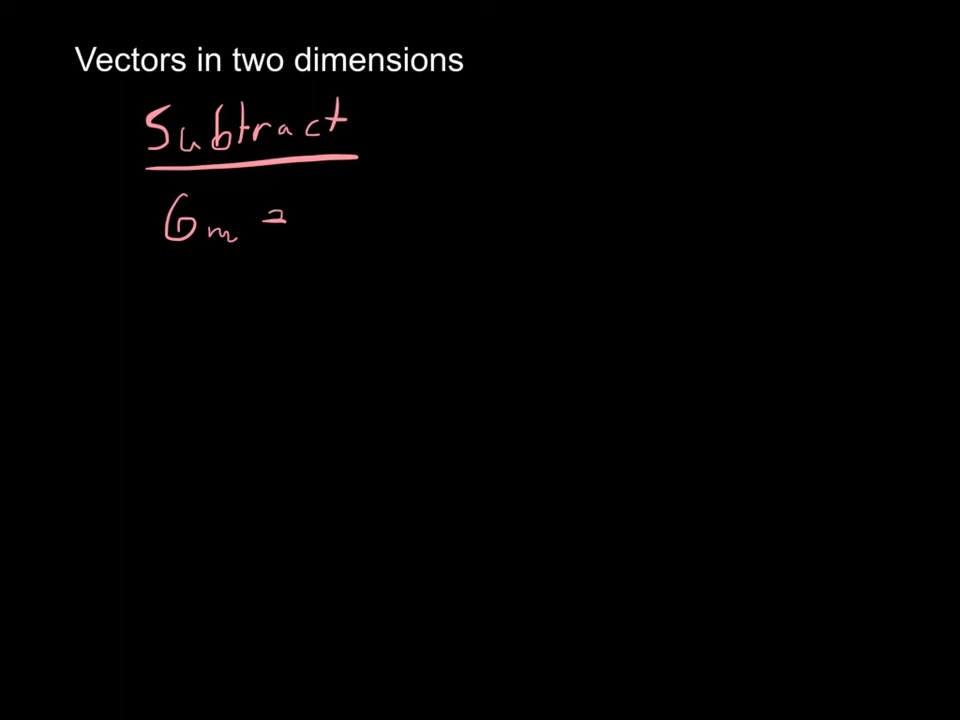 Vectors in two dimensions
Subtract
6m =